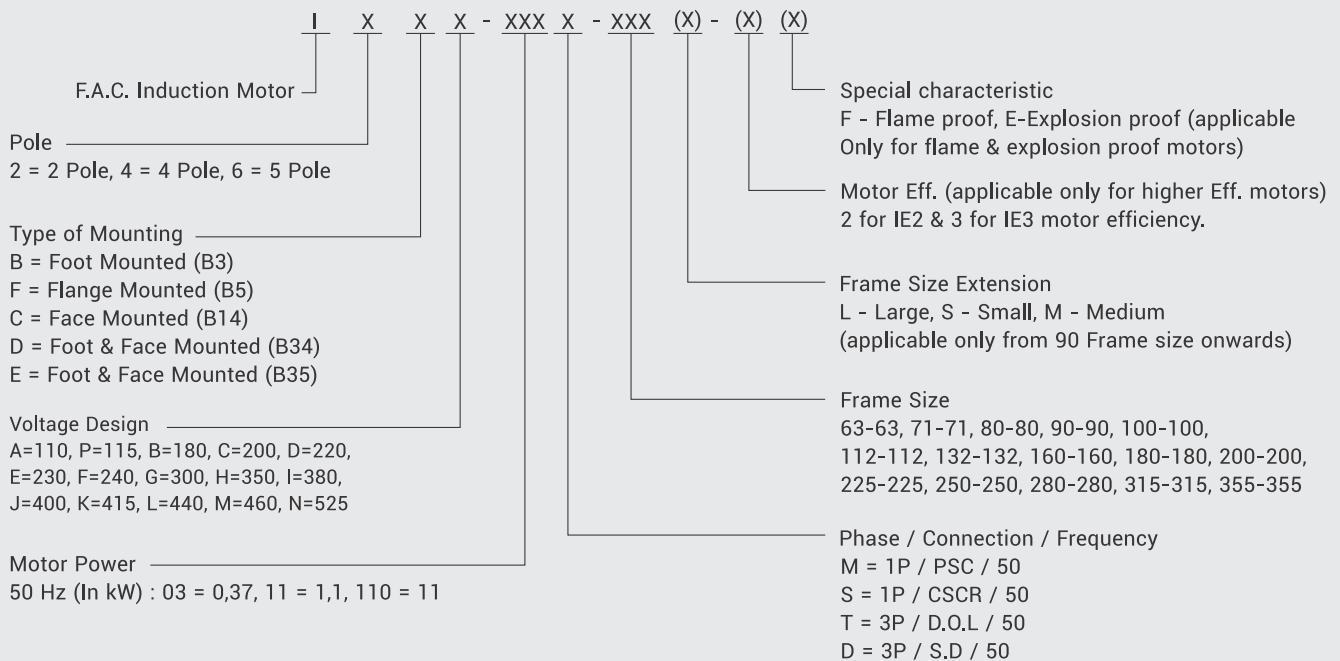 I X X X - XXX X - XXX (X) - (X) (X)
F.A.C. Induction Motor
Pole
2 = 2 Pole, 4 = 4 Pole, 6 = 5 Pole
Type of Mounting
B = Foot Mounted (B3)
F = Flange Mounted (B5)
C = Face Mounted (B14)
D = Foot & Face Mounted (B34)
E = Foot & Face Mounted (B35)
Voltage Design
A=110, P=115, B=180, C=200, D=220,
E=230, F=240, G=300, H=350, I=380,
J=400, K=415, L=440, M=460, N=525
Motor Power
50 Hz (In kW) : 03 = 0,37, 11 = 1,1, 110 = 11
Special characteristic
F - Flame proof, E-Explosion proof (applicable
Only for flame & explosion proof motors)
Motor Eff. (applicable only for higher Eff. motors)
2 for IE2 & 3 for IE3 motor efficiency.
Frame Size Extension
L - Large, S - Small, M - Medium
(applicable only from 90 Frame size onwards)
Frame Size
63-63, 71-71, 80-80, 90-90, 100-100,
112-112, 132-132, 160-160, 180-180, 200-200,
225-225, 250-250, 280-280, 315-315, 355-355
Phase / Connection / Frequency
M = 1P / PSC / 50
S = 1P / CSCR / 50
T = 3P / D.O.L / 50
D = 3P / S.D / 50